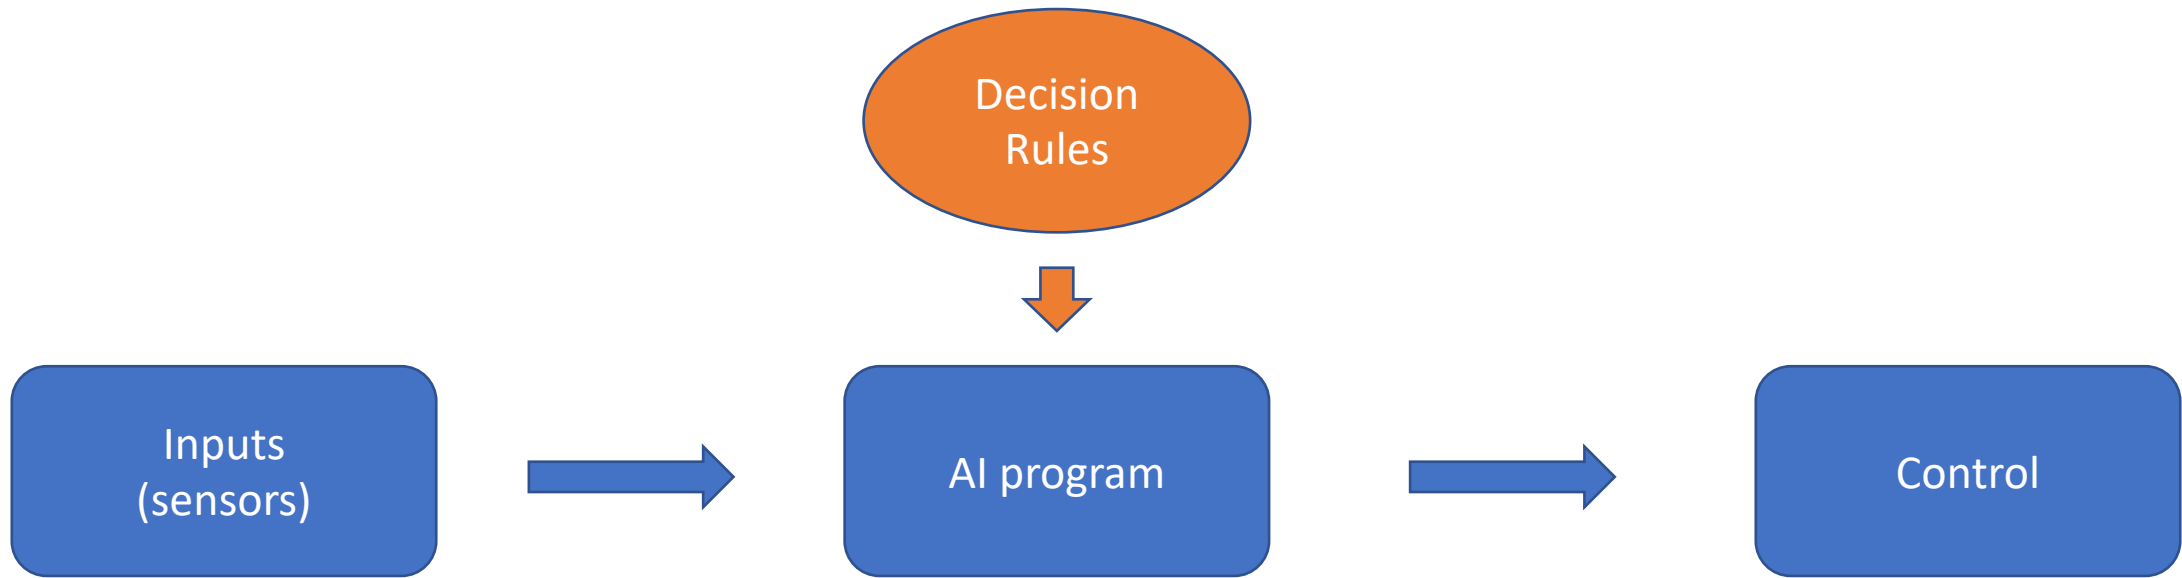 Decision
Rules
Inputs
(sensors)
AI program
Control